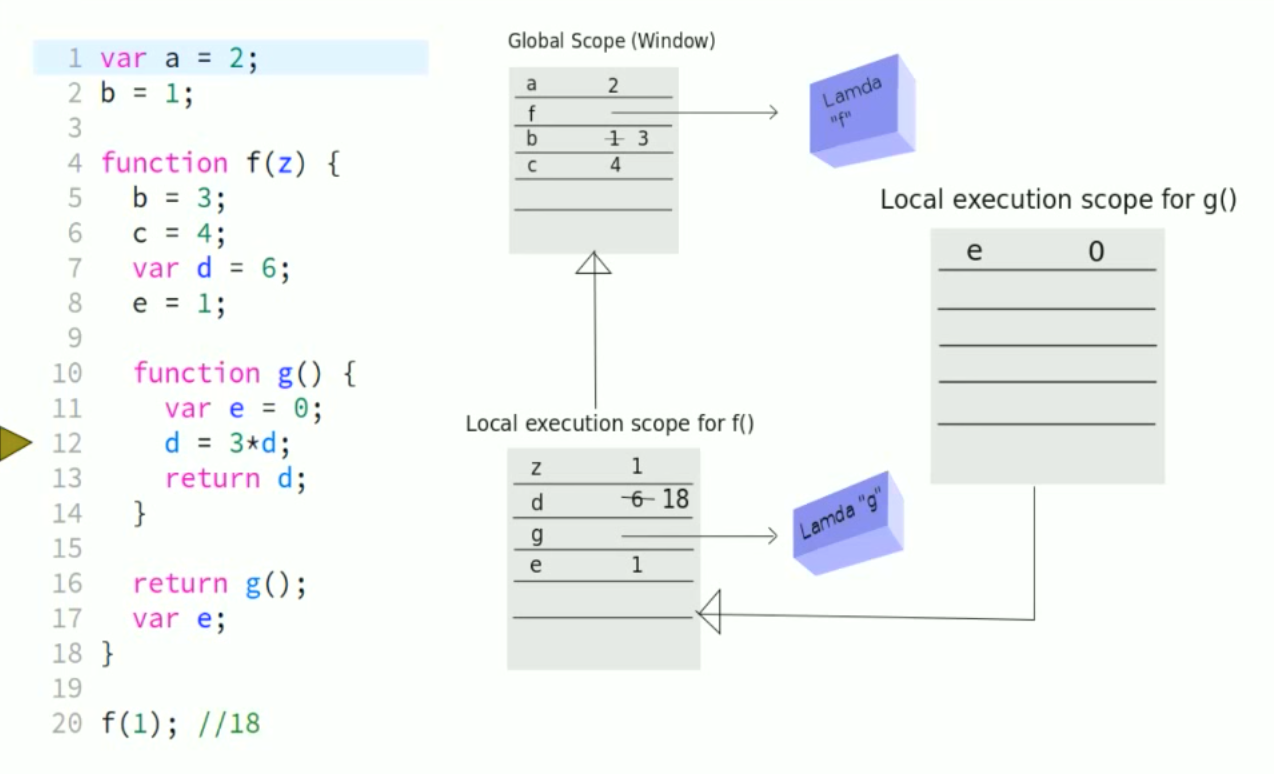 1 var a = 2;
2 b = 1;
3
4 function f(z) {
5 b = 3;
6 c = 4;
7 var d = 6;
8 e = 1;
9
10 function g() {
11 var e = 0;
12 d = 3*d;
13 return d;
14 }
15
16 return g();
17 var e;
18 }
19
20 f(1); //18
Global Scope (Window)
a 2
f
b 1 3
c 4
Lamda
"f"
Local execution scope for g()
e 0
Local execution scope for f()
z 1
d 6 18
g
e 1
Lamda "g"